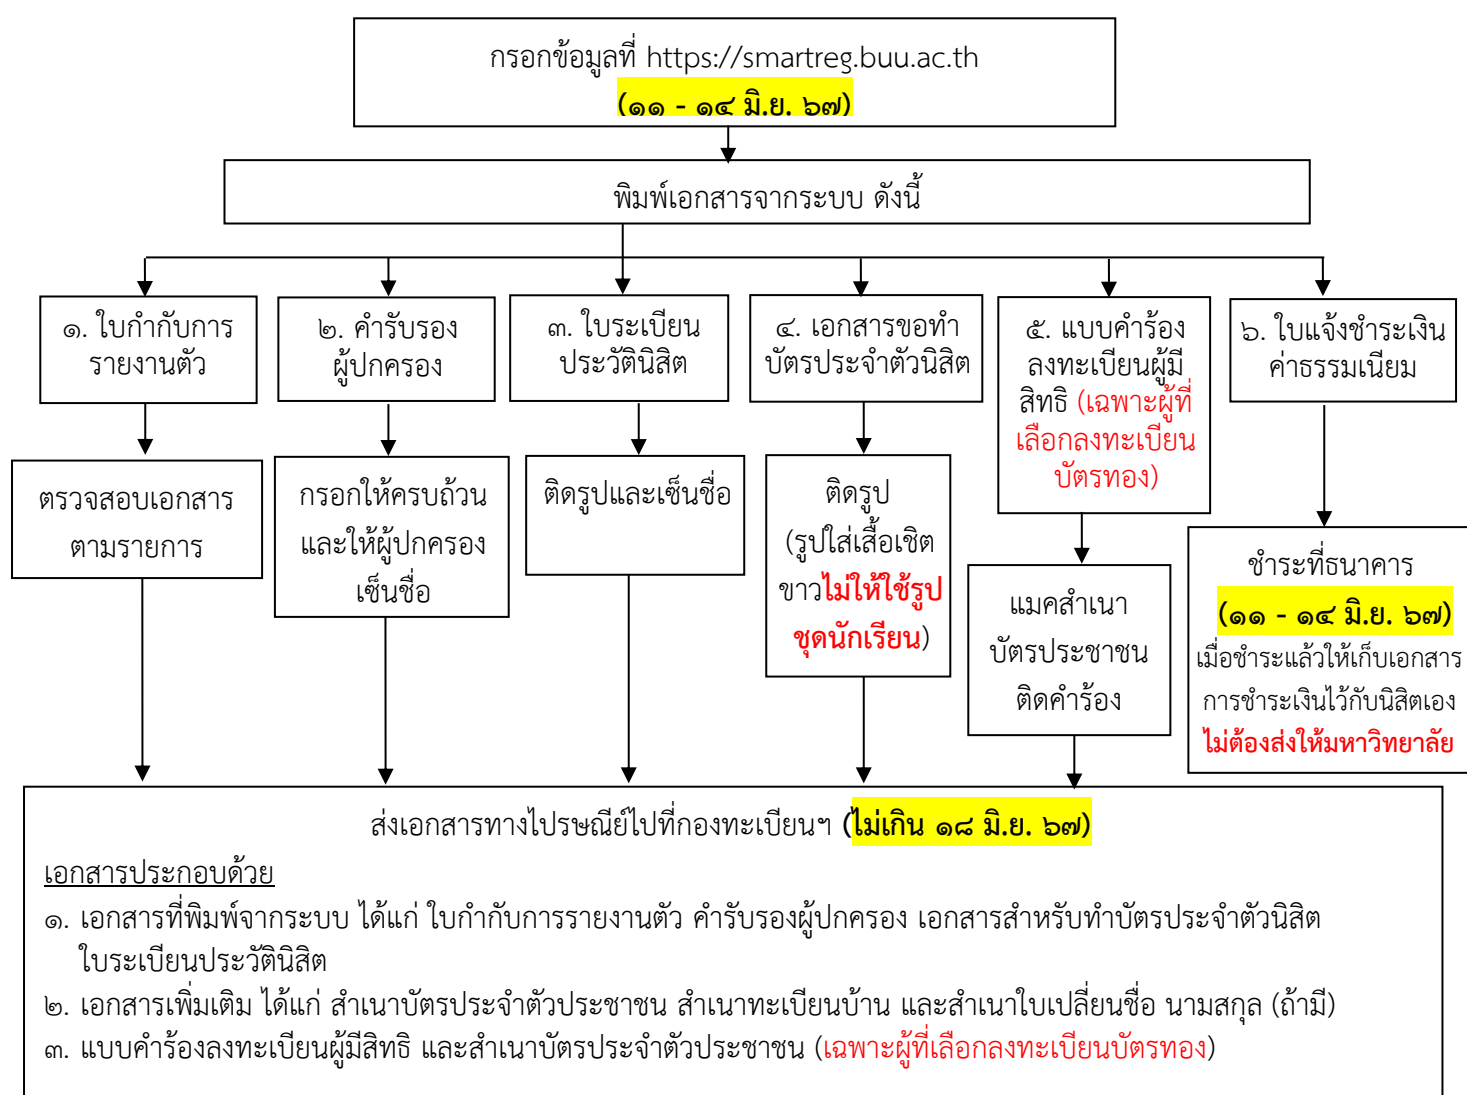 กรอกข้อมูลที่ https://smartreg.buu.ac.th
(๑๑ - ๑๔ มิ.ย. ๖๗)
พิมพ์เอกสารจากระบบ ดังนี้
๑. ใบกำกับการ
รายงานตัว
๒. คำรับรอง
ผู้ปกครอง
๓. ใบระเบียน
ประวัตินิสิต
๔. เอกสารขอทำ
บัตรประจำตัวนิสิต
๕. แบบคำร้อง
ลงทะเบียนผู้มี
สิทธิ (เฉพาะผู้ที่
เลือกลงทะเบียน
บัตรทอง)
๖. ใบแจ้งชำระเงิน
ค่าธรรมเนียม
ตรวจสอบเอกสาร
ตามรายการ
กรอกให้ครบถ้วน
และให้ผู้ปกครอง
เซ็นชื่อ
ติดรูปและเซ็นชื่อ
ติดรูป
(รูปใส่เสื้อเชิต
ขาวไม่ให้ใช้รูป
ชุดนักเรียน)
แมคสำเนา
บัตรประชาชน
ติดคำร้อง
ชำระที่ธนาคาร
(๑๑ - ๑๔ มิ.ย. ๖๗)
เมื่อชำระแล้วให้เก็บเอกสาร
การชำระเงินไว้กับนิสิตเอง
ไม่ต้องส่งให้มหาวิทยาลัย
ส่งเอกสารทางไปรษณีย์ไปที่กองทะเบียนฯ (ไม่เกิน ๑๘ มิ.ย. ๖๗)
เอกสารประกอบด้วย
๑. เอกสารที่พิมพ์จากระบบ ได้แก่ ใบกำกับการรายงานตัว คำรับรองผู้ปกครอง เอกสารสำหรับทำบัตรประจำตัวนิสิต
ใบระเบียนประวัตินิสิต
๒. เอกสารเพิ่มเติม ได้แก่ สำเนาบัตรประจำตัวประชาชน สำเนาทะเบียนบ้าน และสำเนาใบเปลี่ยนชื่อ นามสกุล (ถ้ามี)
๓. แบบคำร้องลงทะเบียนผู้มีสิทธิ และสำเนาบัตรประจำตัวประชาชน (เฉพาะผู้ที่เลือกลงทะเบียนบัตรทอง)